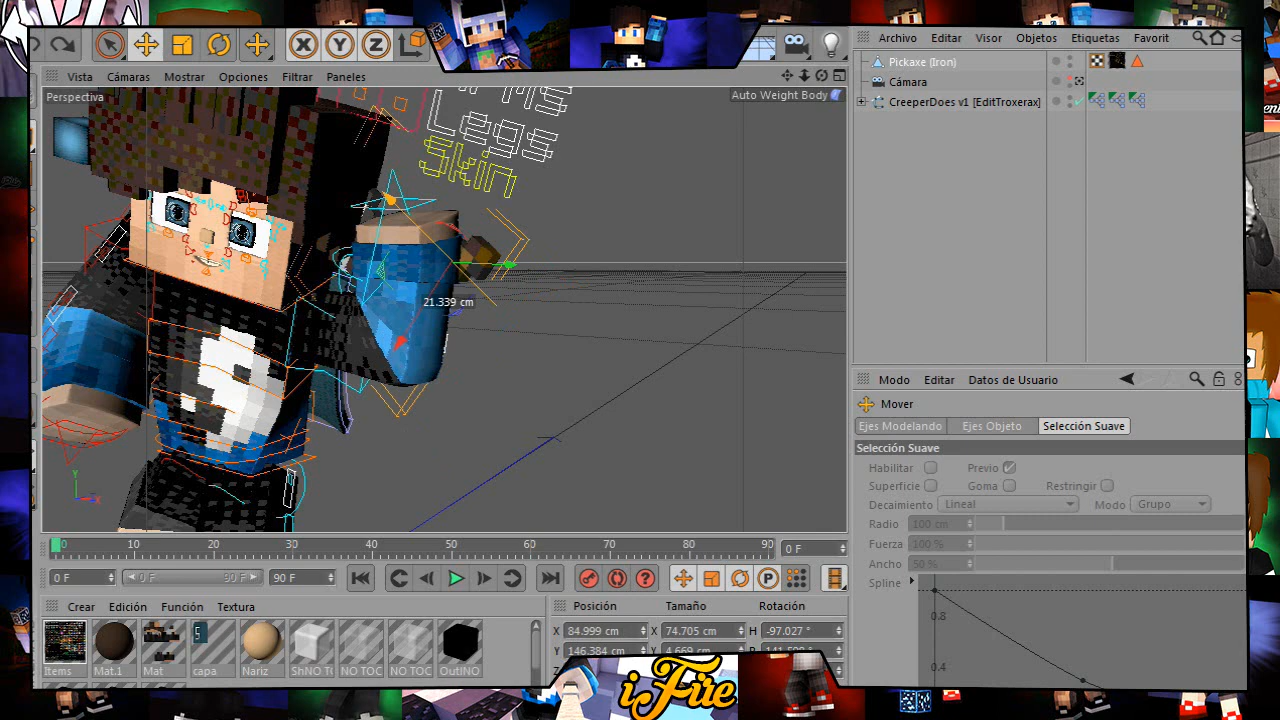 X Y Z
Archivo Editar Visor Objetos Etiquetas Favorit
Vista Cámaras Mostrar Opciones Filtrar Paneles
Pickaxe (Iron)
Cámara
CreeperDoes v1 [EditTroxerax]
Perspectiva
Auto Weight Body
Legs
Skin
21.339 cm
Y
X
Modo Editar Datos de Usuario
Mover
Ejes Modelando Ejes Objeto Selección Suave
Selección Suave
Habilitar Previo
Superficie Goma Restringir
Decaimiento Lineal Modo Grupo
Radio 100 cm
Fuerza 100 %
Ancho 50 %
Spline
0.8
0.4
0 10 20 30 40 50 60 70 80 90 0 F
0 F 0 F 90 F 90 F
P
Crear Edición Función Textura
Items Mat.1 Mat capa Nariz ShNO TOC NO TOC NO TOC OutlNO
Posición Tamaño Rotación
X 84.999 cm X 74.705 cm H -97.027 °
Y 146.384 cm Y 4.669 cm
iFire